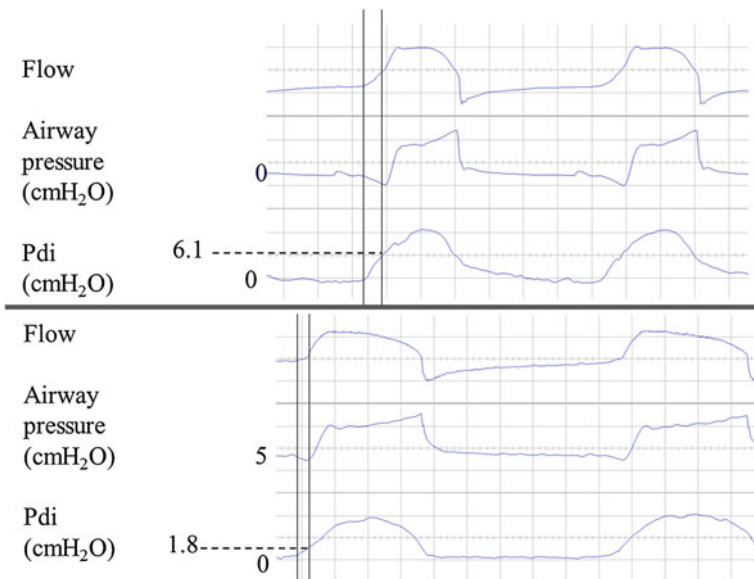 Flow
Airway
pressure
(cmH₂O)
0
Pdi
(cmH₂O)
6.1
0
Flow
Airway
pressure
(cmH₂O)
5
Pdi
(cmH₂O)
1.8
0